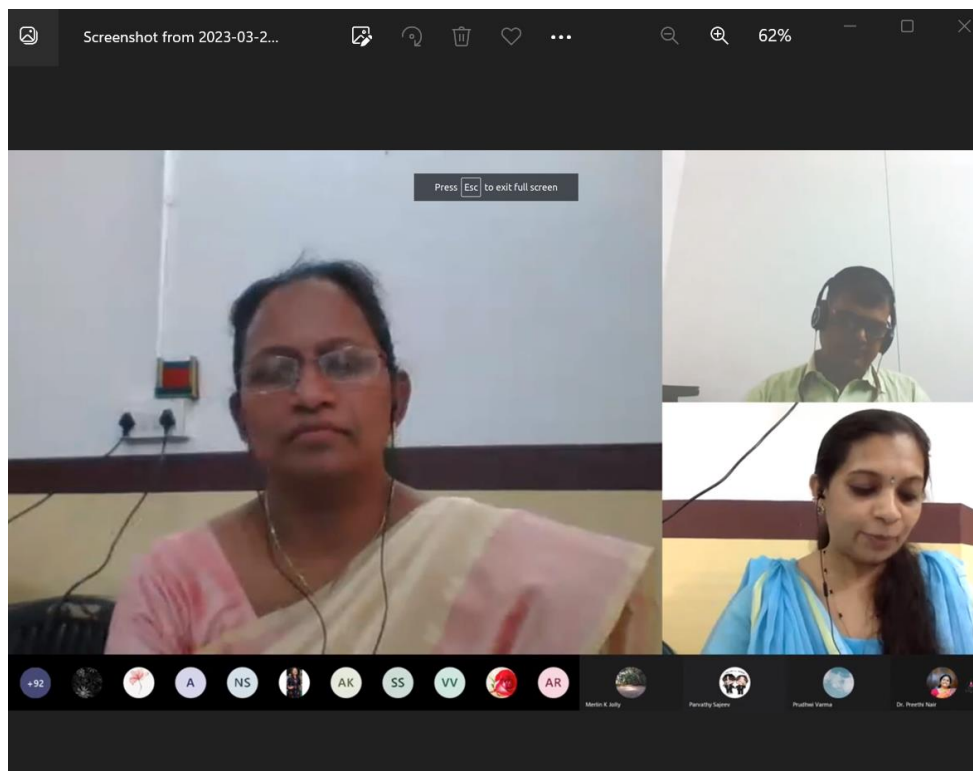 Screenshot from 2023-03-2...
62%
Press Esc to exit full screen
+92
A
NS
AK
SS
VV
AR
Merlin K Jolly
Parvathy Sajeev
Pruthwi Varma
Dr. Preethi Nair